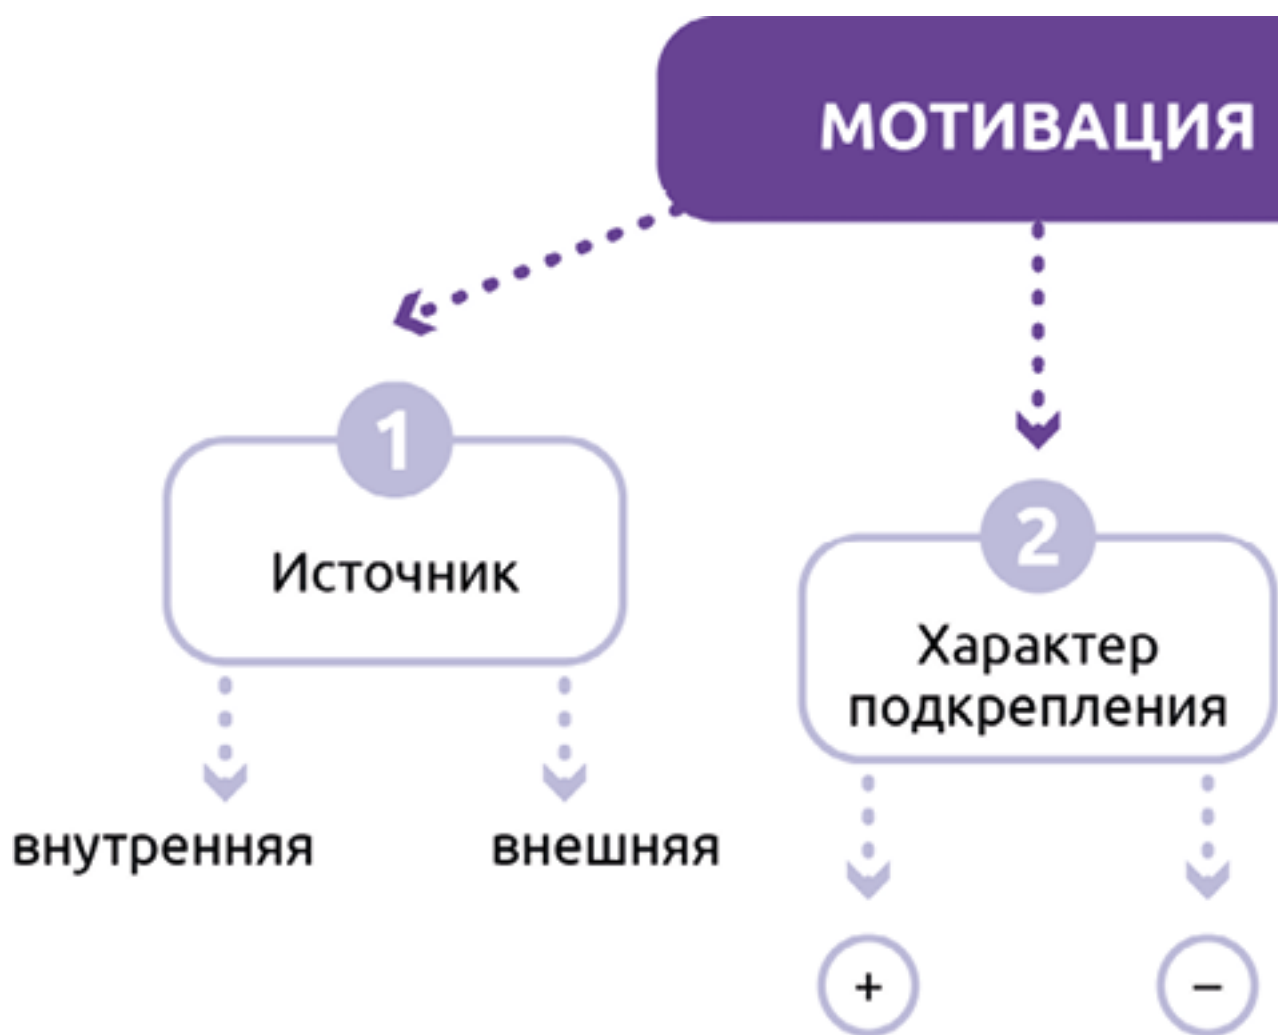 МОТИВАЦИЯ
1
Источник
внутренняя
внешняя
2
Характер
подкрепления
+
–